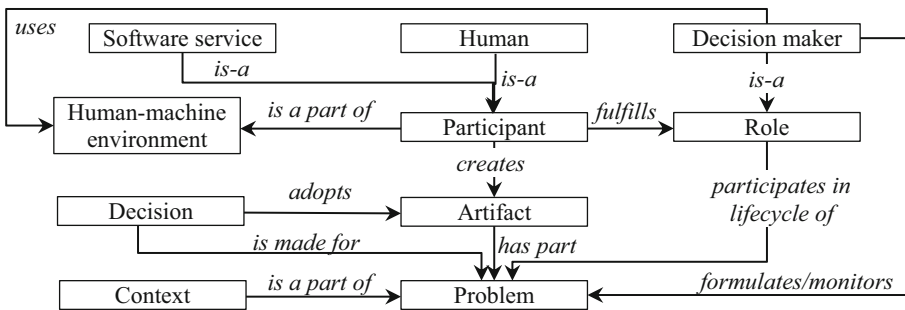 uses
Software service
Human
Decision maker
is-a
is-a
is-a
Human-machine
environment
is a part of
Participant
fulfills
Role
creates
participates in
lifecycle of
Decision
adopts
Artifact
is made for
has part
Context
is a part of
Problem
formulates/monitors